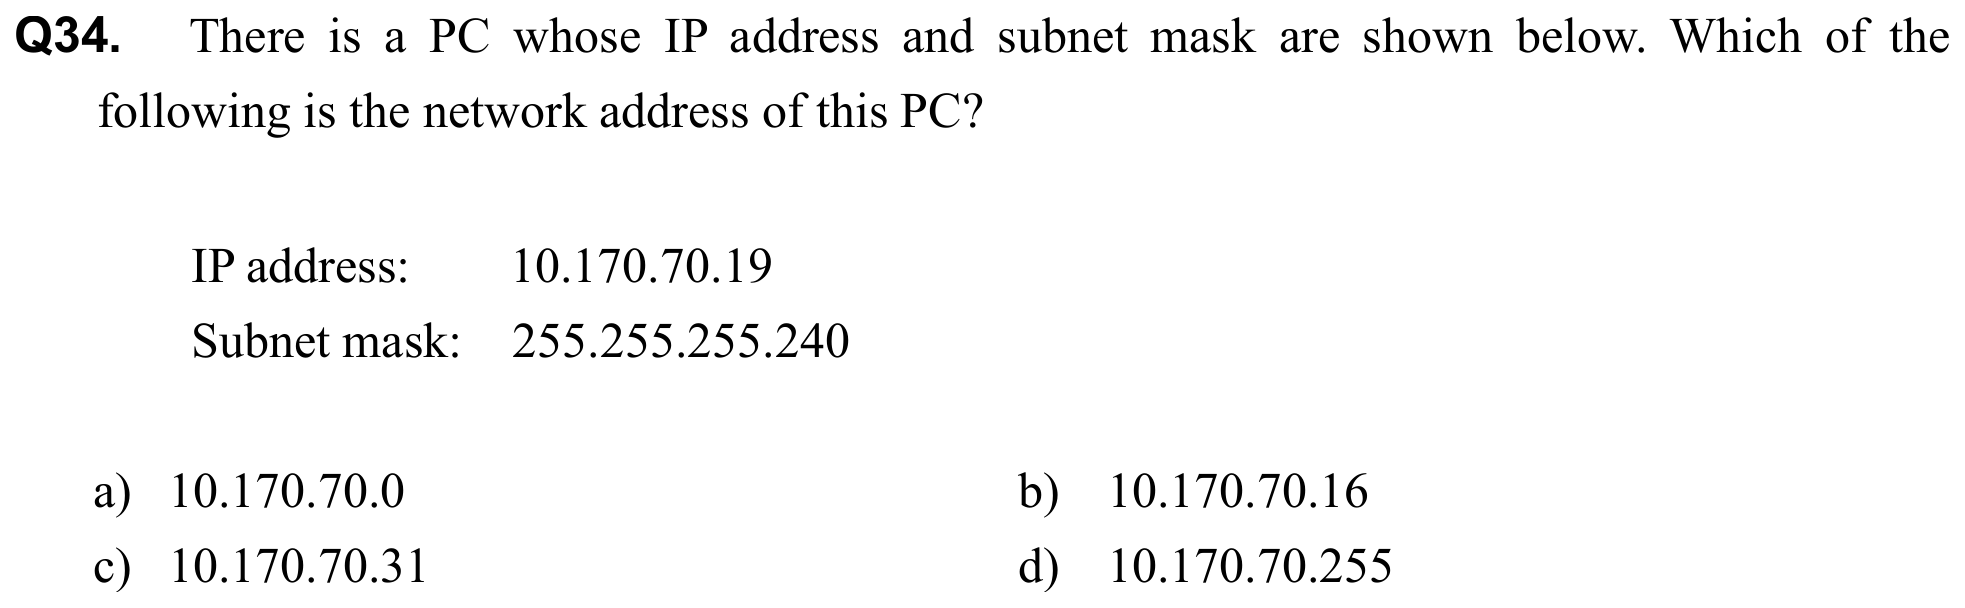 Q34. There is a PC whose IP address and subnet mask are shown below. Which of the
following is the network address of this PC?
IP address: 10.170.70.19
Subnet mask: 255.255.255.240
a) 10.170.70.0 b) 10.170.70.16
c) 10.170.70.31 d) 10.170.70.255